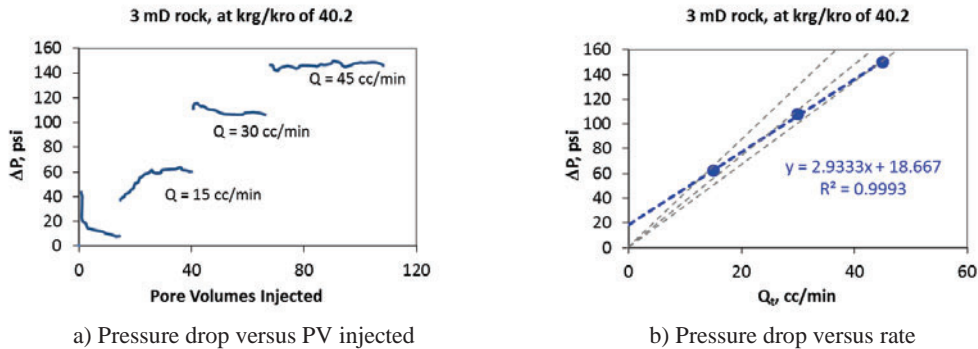 3 mD rock, at krg/kro of 40.2
160
140
120
100
80
60
40
20
0
ΔP, psi
Q = 45 cc/min
Q = 30 cc/min
Q = 15 cc/min
0
40
80
120
Pore Volumes Injected
a) Pressure drop versus PV injected
3 mD rock, at krg/kro of 40.2
160
140
120
100
80
60
40
20
0
ΔP, psi
y = 2.9333x + 18.667
R² = 0.9993
0
20
40
60
Qt, cc/min
b) Pressure drop versus rate